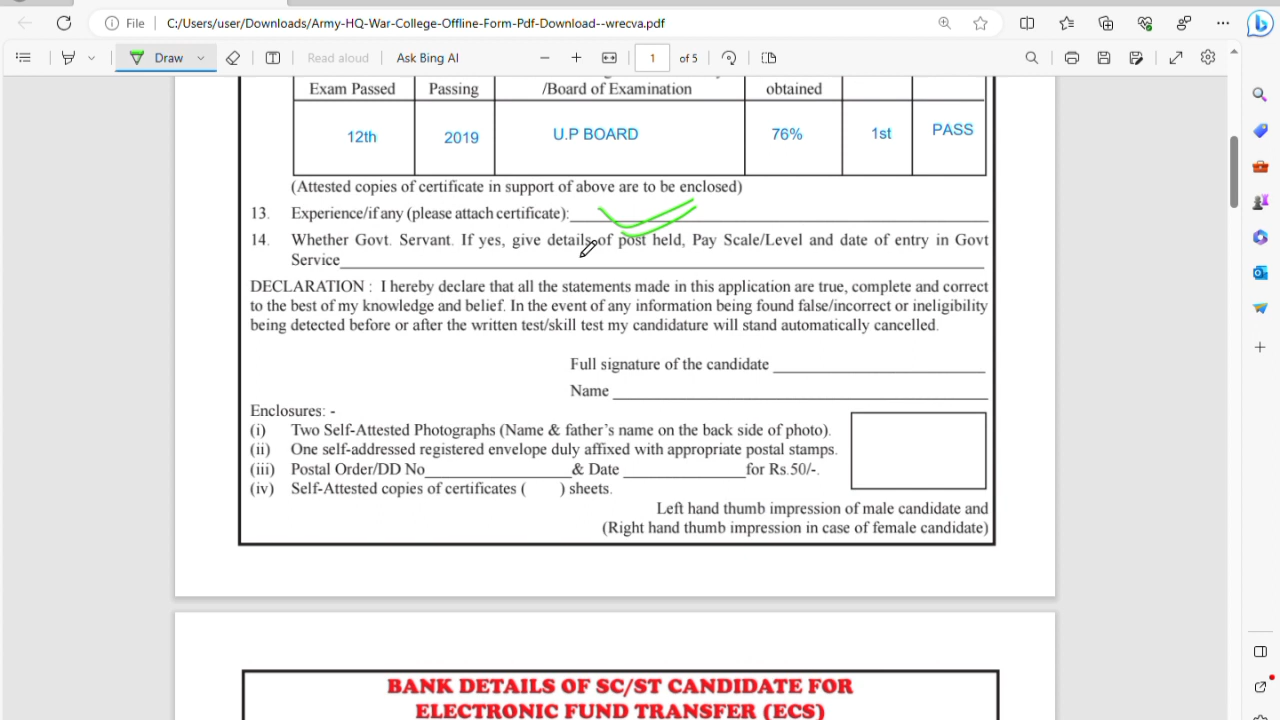 File C:/Users/user/Downloads/Army-HQ-War-College-Offline-Form-Pdf-Download--wrecva.pdf
Draw Read aloud Ask Bing AI 1 of 5
Exam Passed Passing /Board of Examination obtained
12th 2019 U.P BOARD 76% 1st PASS
(Attested copies of certificate in support of above are to be enclosed)
13. Experience/if any (please attach certificate):
14. Whether Govt. Servant. If yes, give details of post held, Pay Scale/Level and date of entry in Govt
Service
DECLARATION : I hereby declare that all the statements made in this application are true, complete and correct
to the best of my knowledge and belief. In the event of any information being found false/incorrect or ineligibility
being detected before or after the written test/skill test my candidature will stand automatically cancelled.
Full signature of the candidate
Name
Enclosures: -
(i) Two Self-Attested Photographs (Name & father's name on the back side of photo).
(ii) One self-addressed registered envelope duly affixed with appropriate postal stamps.
(iii) Postal Order/DD No & Date for Rs.50/-.
(iv) Self-Attested copies of certificates ( ) sheets.
Left hand thumb impression of male candidate and
(Right hand thumb impression in case of female candidate)
BANK DETAILS OF SC/ST CANDIDATE FOR
ELECTRONIC FUND TRANSFER (ECS)